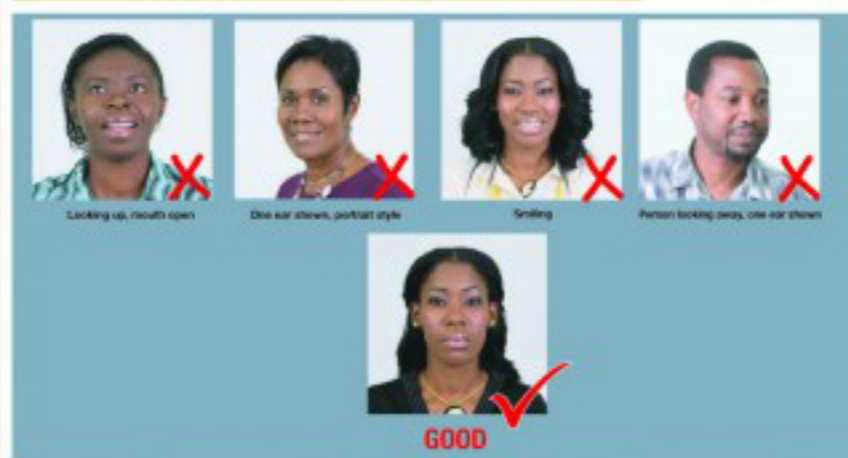 Looking up, mouth open
One ear shown, portrait style
Smiling
Person looking away, one ear shown
GOOD